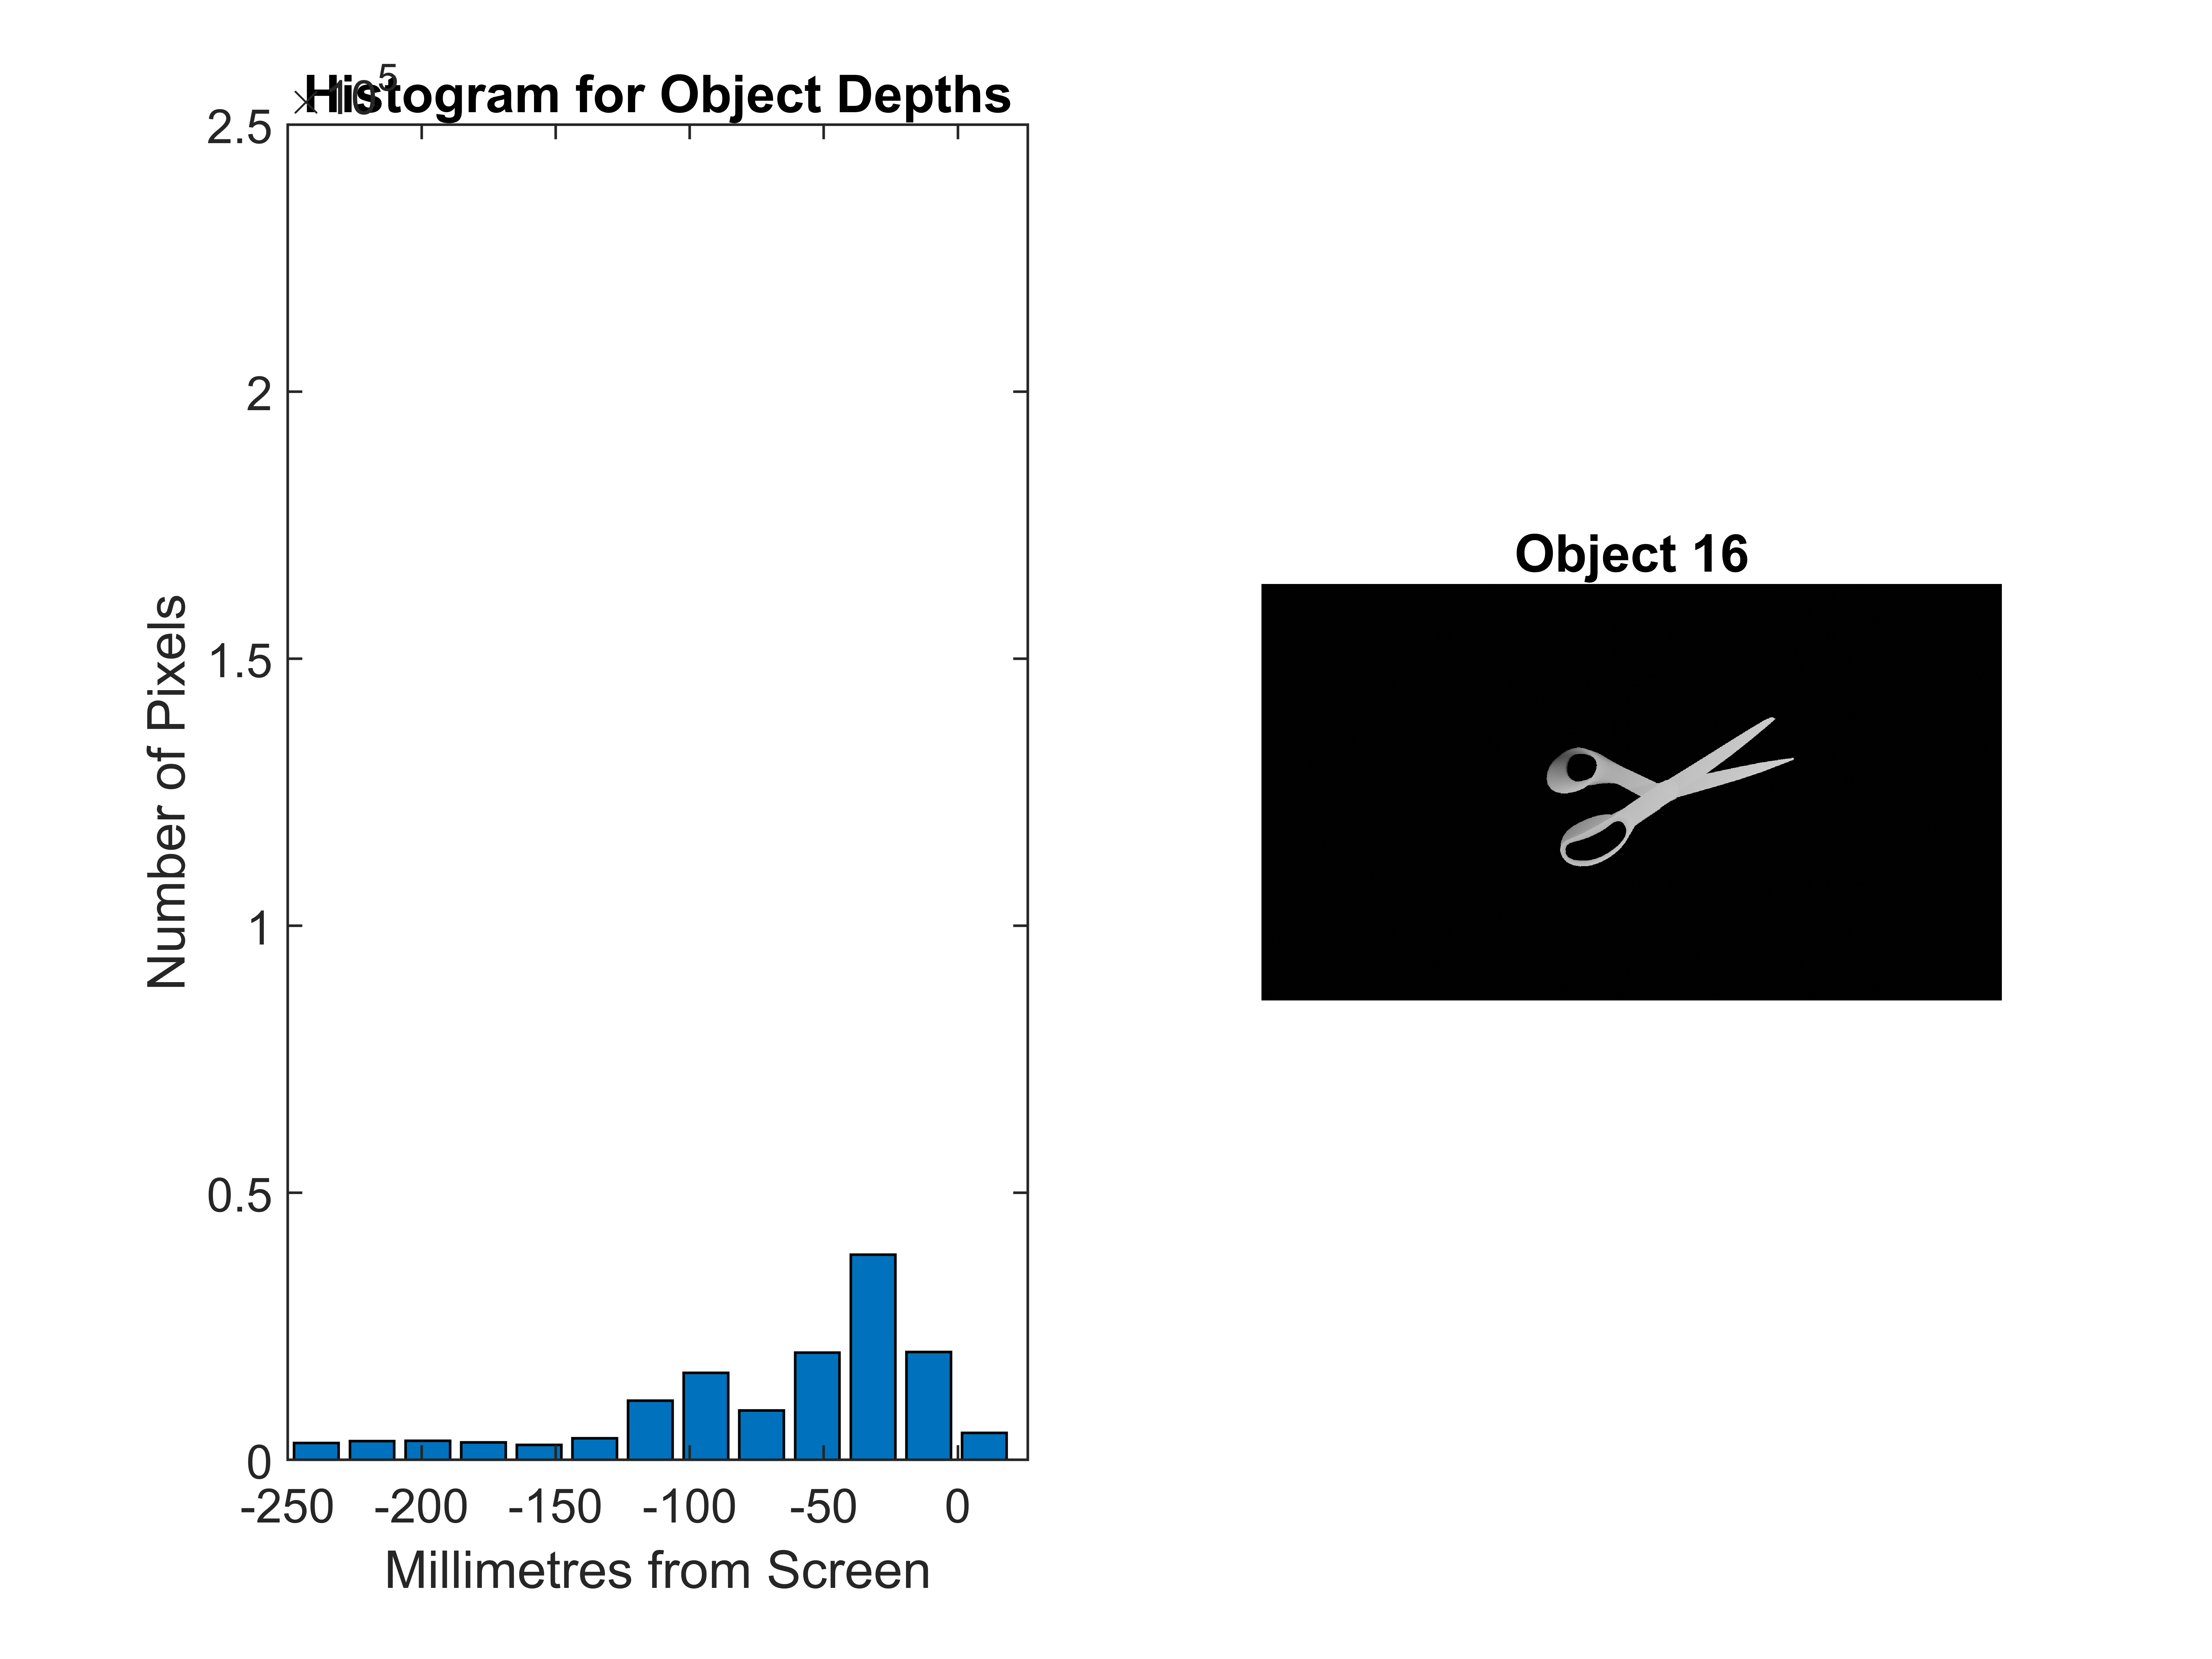 × 10^5
Histogram for Object Depths
2.5
2
1.5
1
0.5
0
Number of Pixels
-250 -200 -150 -100 -50 0
Millimetres from Screen
Object 16